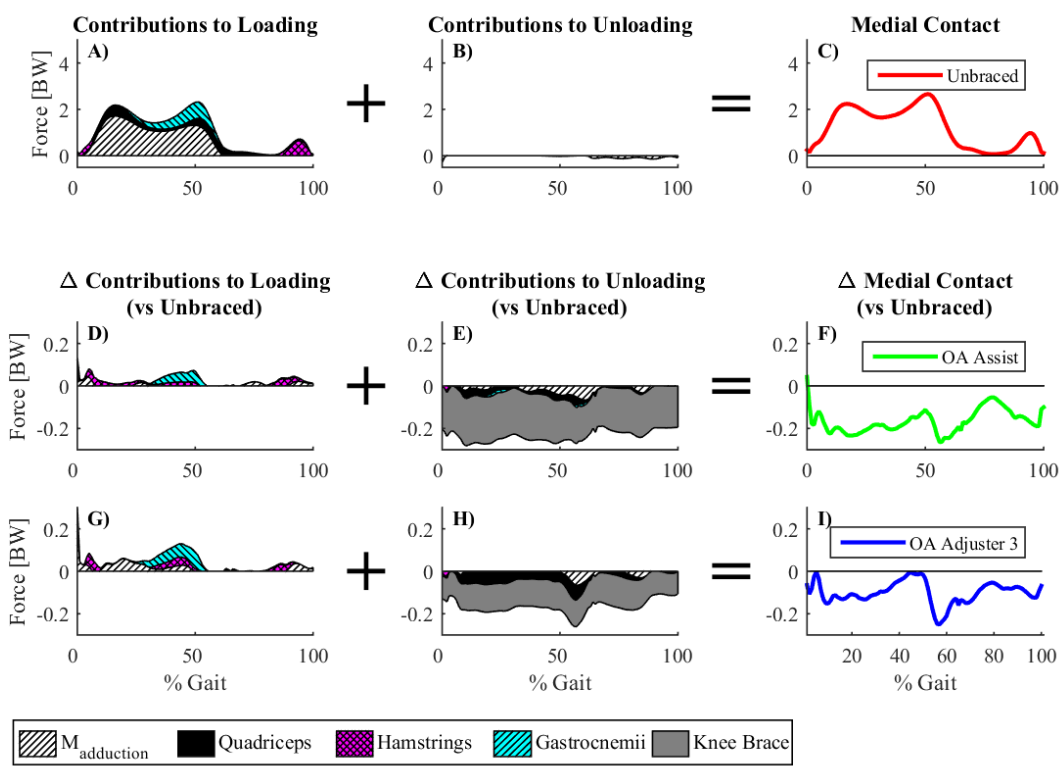 Contributions to Loading
Contributions to Unloading
Medial Contact
A)
B)
C)
Unbraced
Force [BW]
4
2
0
0 50 100
+
4
2
0
0 50 100
=
4
2
0
0 50 100
Δ Contributions to Loading
(vs Unbraced)
Δ Contributions to Unloading
(vs Unbraced)
Δ Medial Contact
(vs Unbraced)
D)
E)
F)
OA Assist
Force [BW]
0.2
0
-0.2
0 50 100
+
0.2
0
-0.2
0 50 100
=
0.2
0
-0.2
0 50 100
G)
H)
I)
OA Adjuster 3
Force [BW]
0.2
0
-0.2
0 50 100
% Gait
+
0.2
0
-0.2
0 50 100
% Gait
=
0.2
0
-0.2
20 40 60 80 100
% Gait
Madduction
Quadriceps
Hamstrings
Gastrocnemii
Knee Brace